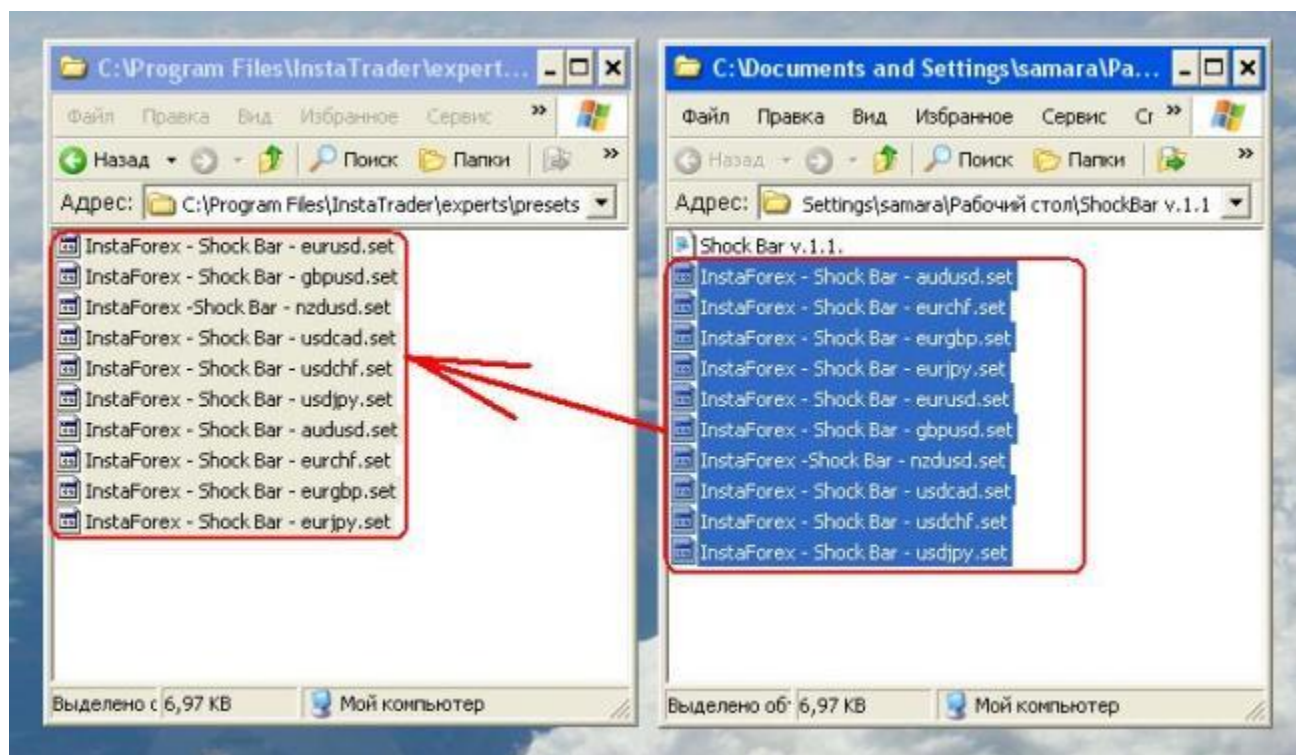 C:\Program Files\InstaTrader\expert...
Файл Правка Вид Избранное Сервис »
Назад Поиск Папки »
Адрес: C:\Program Files\InstaTrader\experts\presets
InstaForex - Shock Bar - eurusd.set
InstaForex - Shock Bar - gbpusd.set
InstaForex -Shock Bar - nzdusd.set
InstaForex - Shock Bar - usdcad.set
InstaForex - Shock Bar - usdchf.set
InstaForex - Shock Bar - usdjpy.set
InstaForex - Shock Bar - audusd.set
InstaForex - Shock Bar - eurchf.set
InstaForex - Shock Bar - eurgbp.set
InstaForex - Shock Bar - eurjpy.set
Выделено с 6,97 KB Мой компьютер
C:\Documents and Settings\samara\Ра...
Файл Правка Вид Избранное Сервис Сг »
Назад Поиск Папки »
Адрес: Settings\samara\Рабочий стол\ShockBar v.1.1
Shock Bar v.1.1.
InstaForex - Shock Bar - audusd.set
InstaForex - Shock Bar - eurchf.set
InstaForex - Shock Bar - eurgbp.set
InstaForex - Shock Bar - eurjpy.set
InstaForex - Shock Bar - eurusd.set
InstaForex - Shock Bar - gbpusd.set
InstaForex -Shock Bar - nzdusd.set
InstaForex - Shock Bar - usdcad.set
InstaForex - Shock Bar - usdchf.set
InstaForex - Shock Bar - usdjpy.set
Выделено об 6,97 KB Мой компьютер